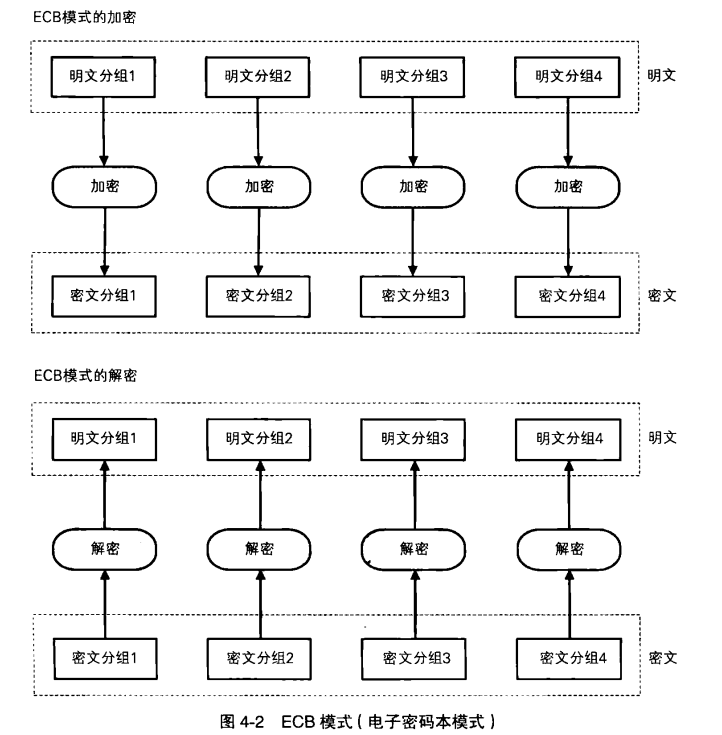 ECB模式的加密
明文分组1 明文分组2 明文分组3 明文分组4 明文
加密 加密 加密 加密
密文分组1 密文分组2 密文分组3 密文分组4 密文
ECB模式的解密
明文分组1 明文分组2 明文分组3 明文分组4 明文
解密 解密 解密 解密
密文分组1 密文分组2 密文分组3 密文分组4 密文
图 4-2 ECB 模式（电子密码本模式）